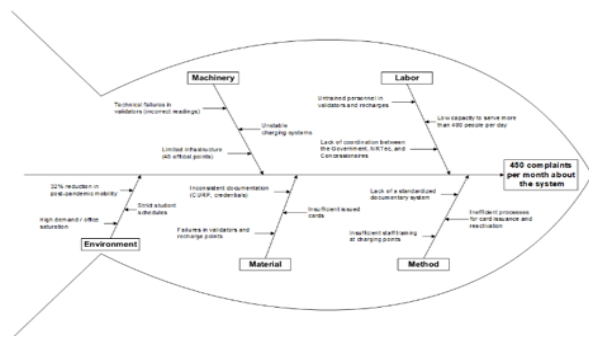 Machinery
Labor
Technical failures in
validators (incorrect readings)
Unstable
charging systems
Limited infrastructure
(45 official points)
Untrained personnel in
validators and recharges
Low capacity to serve more
than 400 people per day
Lack of coordination between
the Government, NRTec, and
Concessionaires
450 complaints
per month about
the system
32% reduction in
post-pandemic mobility
Strict student
schedules
High demand / office
saturation
Environment
Inconsistent documentation
(CURP, credentials)
Insufficient issued
cards
Failures in validators and
recharge points
Material
Lack of a standardized
documentary system
Inefficient processes
for card issuance and
reactivation
Insufficient staff training
at charging points
Method